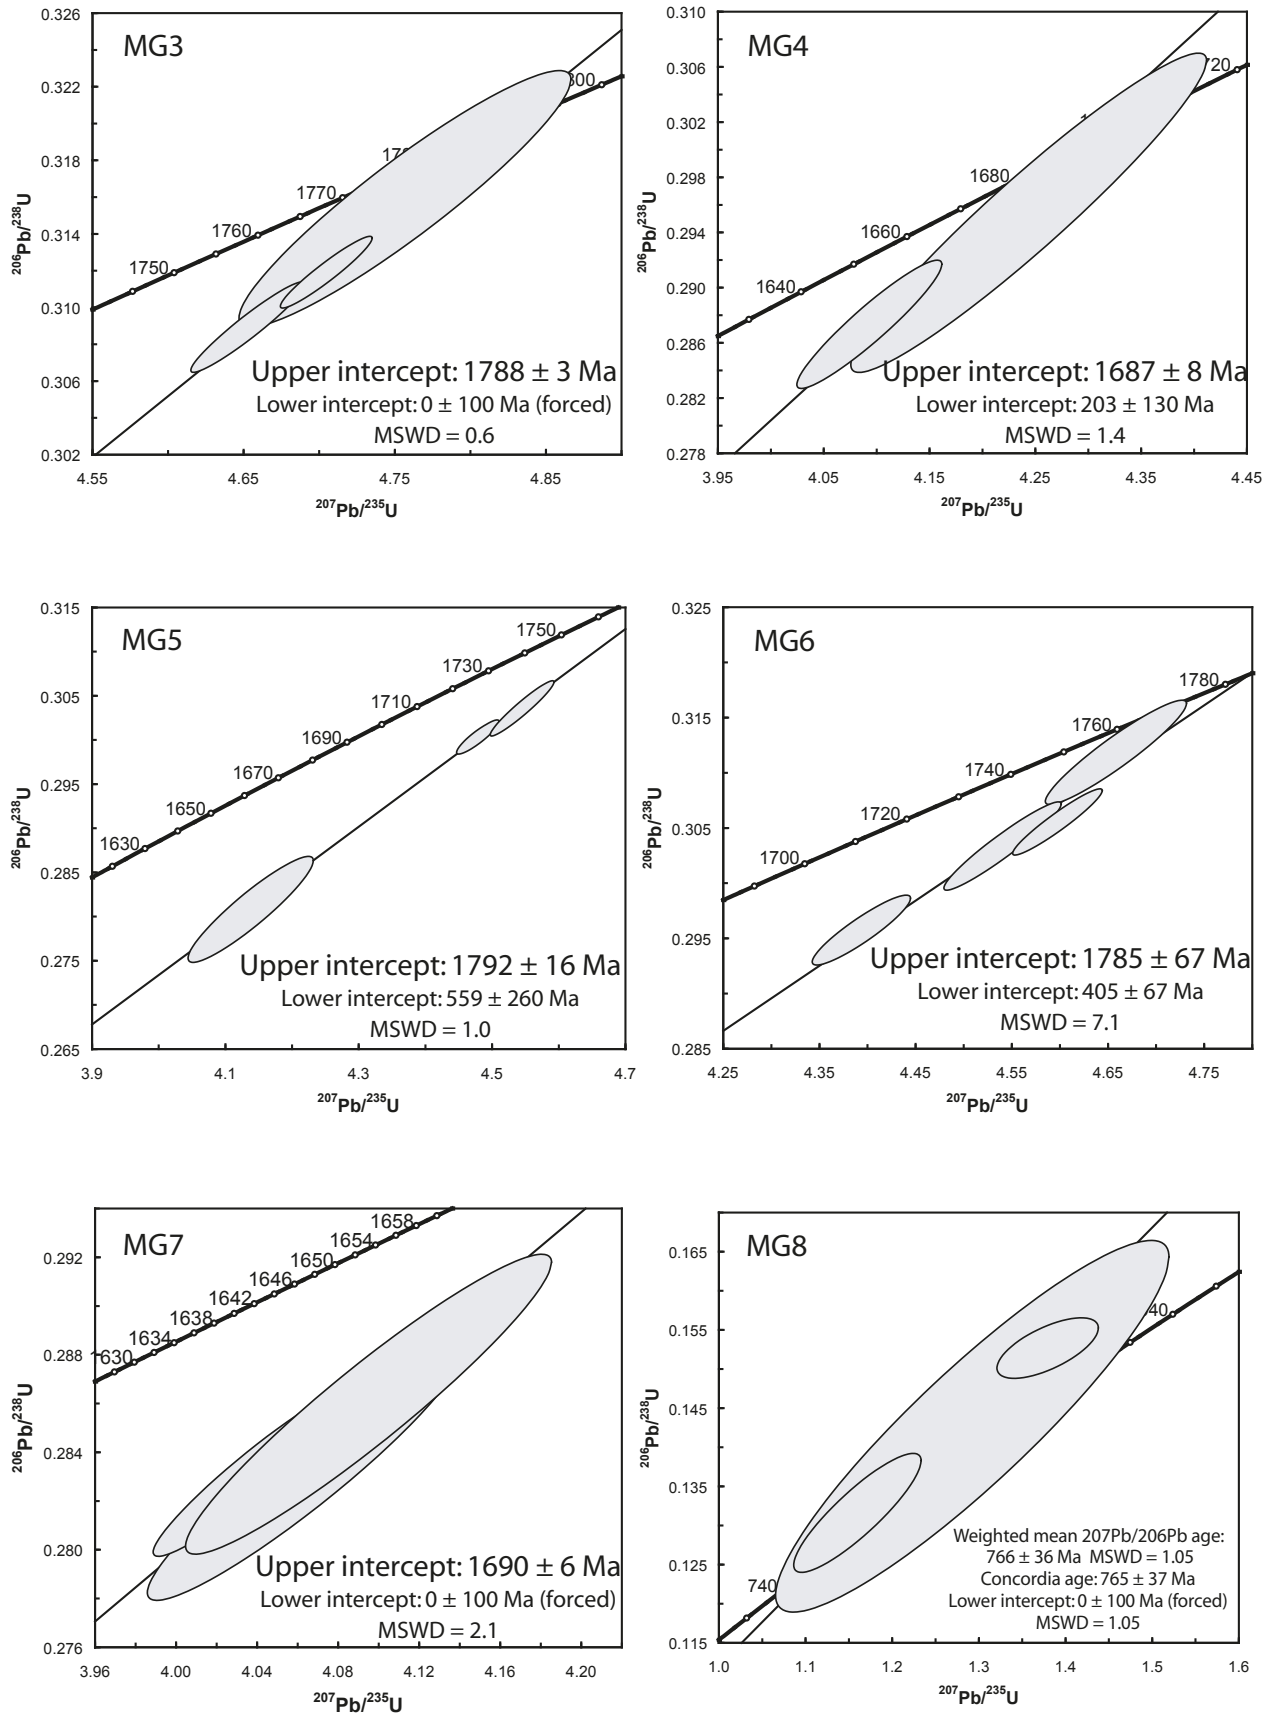 MG3
0.326
0.322
0.318
0.314
0.310
0.306
0.302
206Pb/238U
1750
1760
1770
Upper intercept: 1788 ± 3 Ma
Lower intercept: 0 ± 100 Ma (forced)
MSWD = 0.6
4.55 4.65 4.75 4.85
207Pb/235U
MG4
0.310
0.306
0.302
0.298
0.294
0.290
0.286
0.282
0.278
206Pb/238U
1640
1660
1680
Upper intercept: 1687 ± 8 Ma
Lower intercept: 203 ± 130 Ma
MSWD = 1.4
3.95 4.05 4.15 4.25 4.35 4.45
207Pb/235U
MG5
0.315
0.305
0.295
0.285
0.275
0.265
206Pb/238U
1630
1650
1670
1690
1710
1730
1750
Upper intercept: 1792 ± 16 Ma
Lower intercept: 559 ± 260 Ma
MSWD = 1.0
3.9 4.1 4.3 4.5 4.7
207Pb/235U
MG6
0.325
0.315
0.305
0.295
0.285
206Pb/238U
1700
1720
1740
1760
1780
Upper intercept: 1785 ± 67 Ma
Lower intercept: 405 ± 67 Ma
MSWD = 7.1
4.25 4.35 4.45 4.55 4.65 4.75
207Pb/235U
MG7
0.292
0.288
0.284
0.280
0.276
206Pb/238U
630
1634
1638
1642
1646
1650
1654
1658
Upper intercept: 1690 ± 6 Ma
Lower intercept: 0 ± 100 Ma (forced)
MSWD = 2.1
3.96 4.00 4.04 4.08 4.12 4.16 4.20
207Pb/235U
MG8
0.165
0.155
0.145
0.135
0.125
0.115
206Pb/238U
740
Weighted mean 207Pb/206Pb age:
766 ± 36 Ma MSWD = 1.05
Concordia age: 765 ± 37 Ma
Lower intercept: 0 ± 100 Ma (forced)
MSWD = 1.05
1.0 1.1 1.2 1.3 1.4 1.5 1.6
207Pb/235U